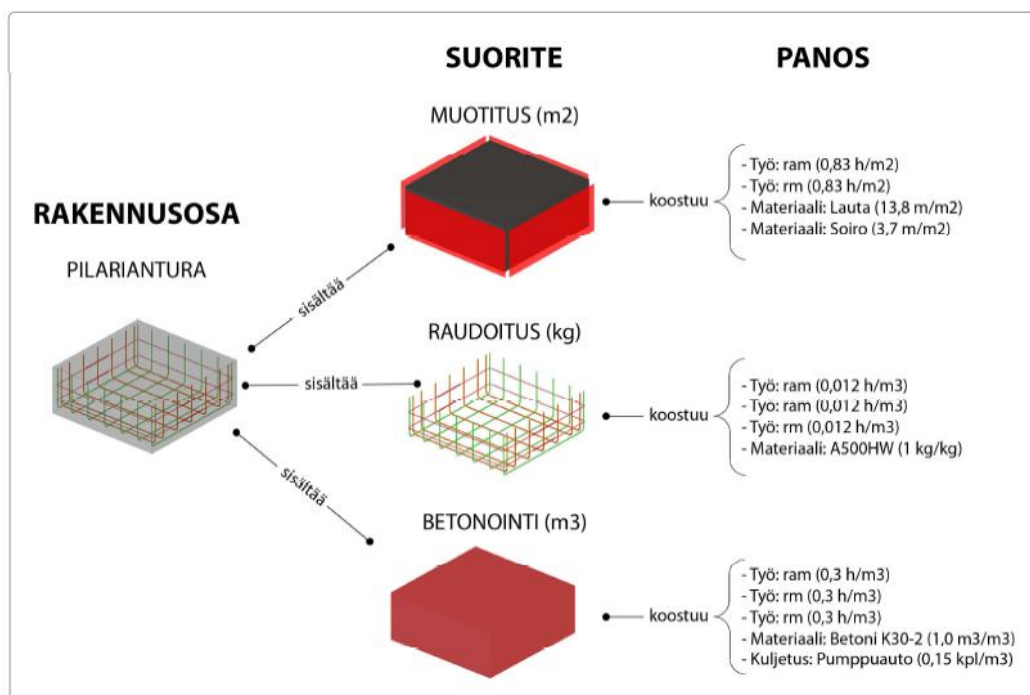 SUORITE
PANOS
MUOTITUS (m2)
- Työ: ram (0,83 h/m2)
- Työ: rm (0,83 h/m2)
- Materiaali: Lauta (13,8 m/m2)
- Materiaali: Soiro (3,7 m/m2)
koostuu
RAKENNUSOSA
PILARIANTURA
sisältää
RAUDOITUS (kg)
sisältää
koostuu
- Työ: ram (0,012 h/m3)
- Työ: ram (0,012 h/m3)
- Työ: rm (0,012 h/m3)
- Materiaali: A500HW (1 kg/kg)
sisältää
BETONOINTI (m3)
koostuu
- Työ: ram (0,3 h/m3)
- Työ: rm (0,3 h/m3)
- Työ: rm (0,3 h/m3)
- Materiaali: Betoni K30-2 (1,0 m3/m3)
- Kuljetus: Pumppuauto (0,15 kpl/m3)